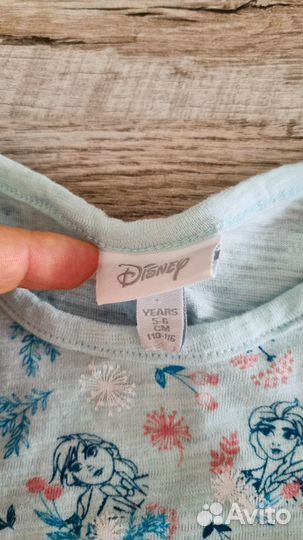 Disney
YEARS
5-6
CM
110-116
Avito